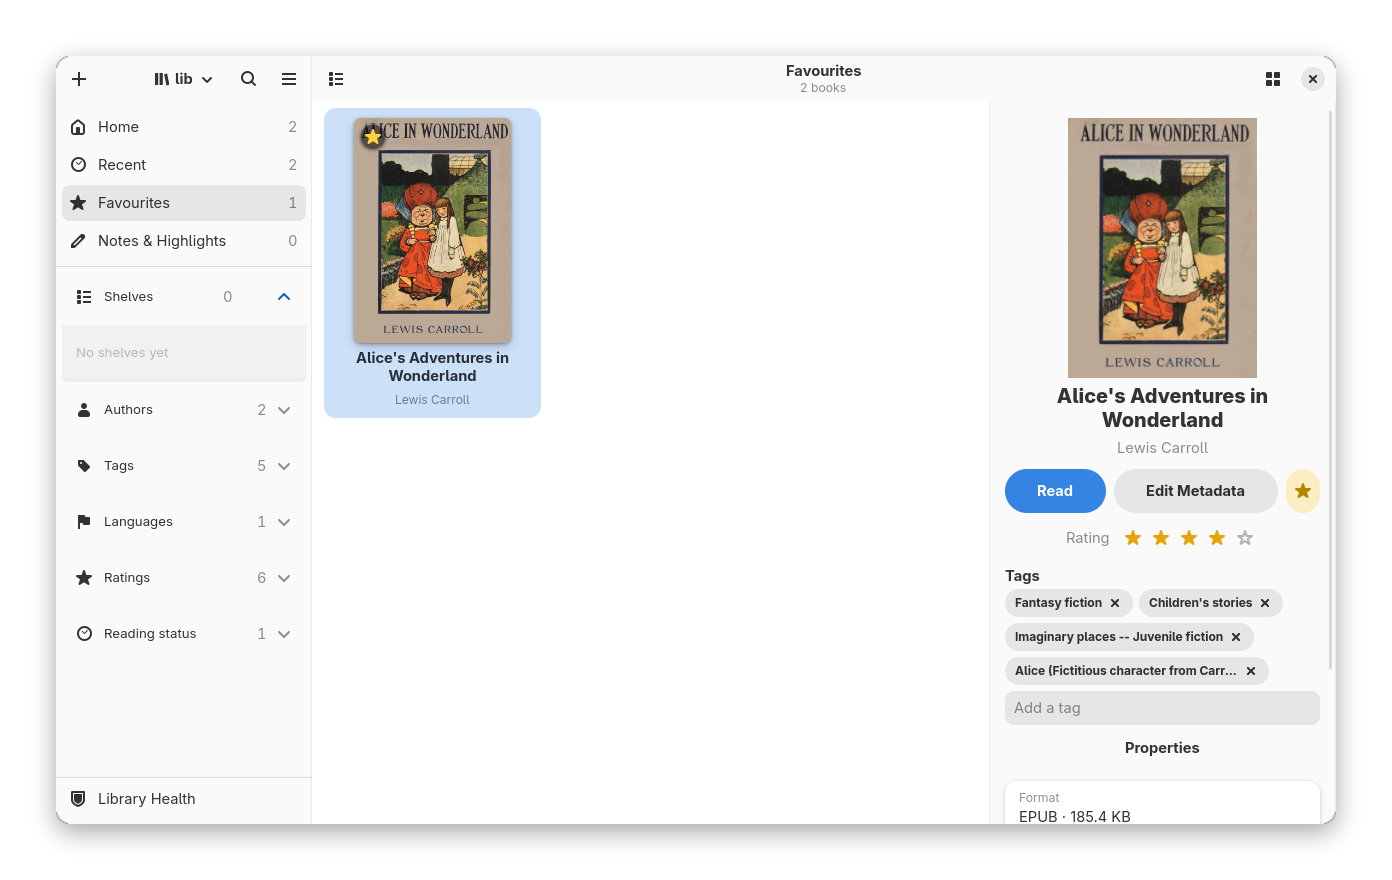 lib
Favourites
2 books
Home 2
Recent 2
Favourites 1
Notes & Highlights 0
Shelves 0
No shelves yet
Authors 2
Tags 5
Languages 1
Ratings 6
Reading status 1
Library Health
ALICE IN WONDERLAND
LEWIS CARROLL
Alice's Adventures in
Wonderland
Lewis Carroll
ALICE IN WONDERLAND
LEWIS CARROLL
Alice's Adventures in
Wonderland
Lewis Carroll
Read Edit Metadata
Rating
Tags
Fantasy fiction Children's stories
Imaginary places -- Juvenile fiction
Alice (Fictitious character from Carr...
Add a tag
Properties
Format
EPUB · 185.4 KB